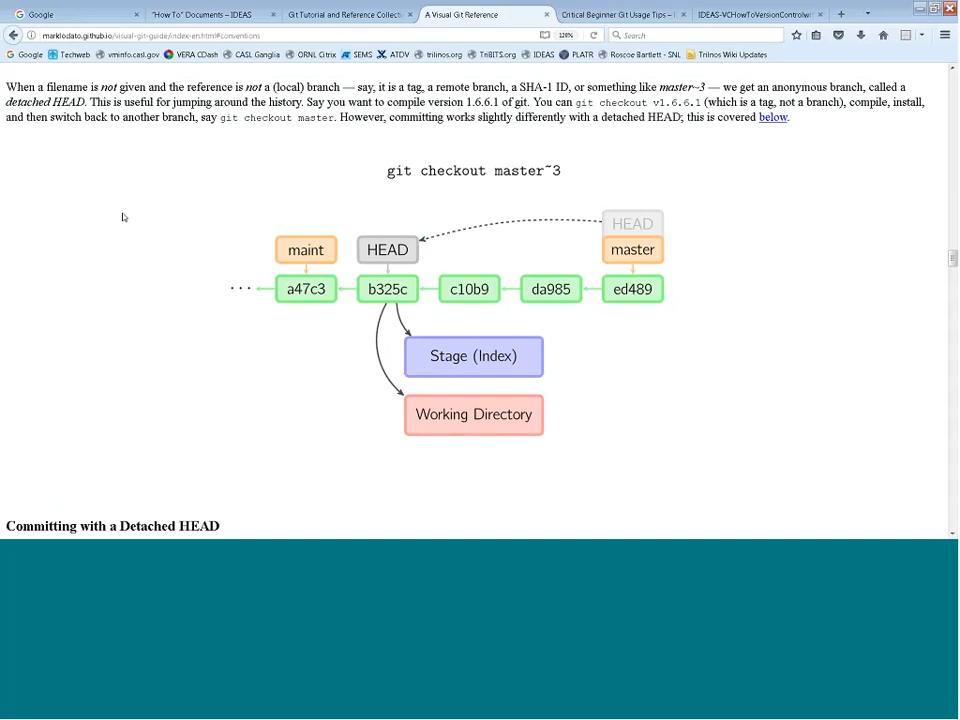 Google
"How To" Documents – IDEAS
Git Tutorial and Reference Collec
A Visual Git Reference
Critical Beginner Git Usage Tips – I
IDEAS-VCHowToVersionControlw
marklodato.github.io/visual-git-guide/index-en.html#conventions
120%
Search
Google
Techweb
vminfo.casl.gov
VERA CDash
CASL Ganglia
ORNL Citrix
SEMS
ATDV
trilinos.org
TriBITS.org
IDEAS
PLATR
Roscoe Bartlett - SNL
Trilinos Wiki Updates
When a filename is not given and the reference is not a (local) branch — say, it is a tag, a remote branch, a SHA-1 ID, or something like master~3 — we get an anonymous branch, called a
detached HEAD. This is useful for jumping around the history. Say you want to compile version 1.6.6.1 of git. You can git checkout v1.6.6.1 (which is a tag, not a branch), compile, install,
and then switch back to another branch, say git checkout master. However, committing works slightly differently with a detached HEAD; this is covered below.
git checkout master~3
HEAD
maint
HEAD
master
...
a47c3
b325c
c10b9
da985
ed489
Stage (Index)
Working Directory
Committing with a Detached HEAD